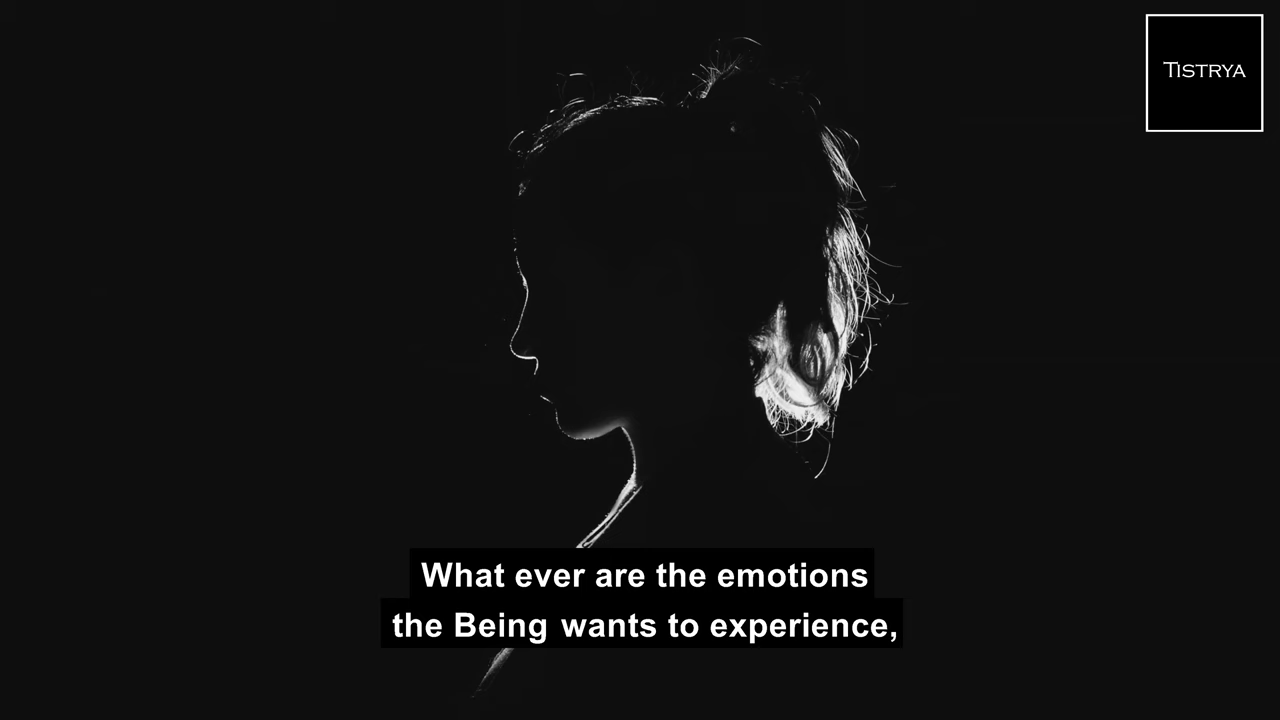 TISTRYA
What ever are the emotions
the Being wants to experience,